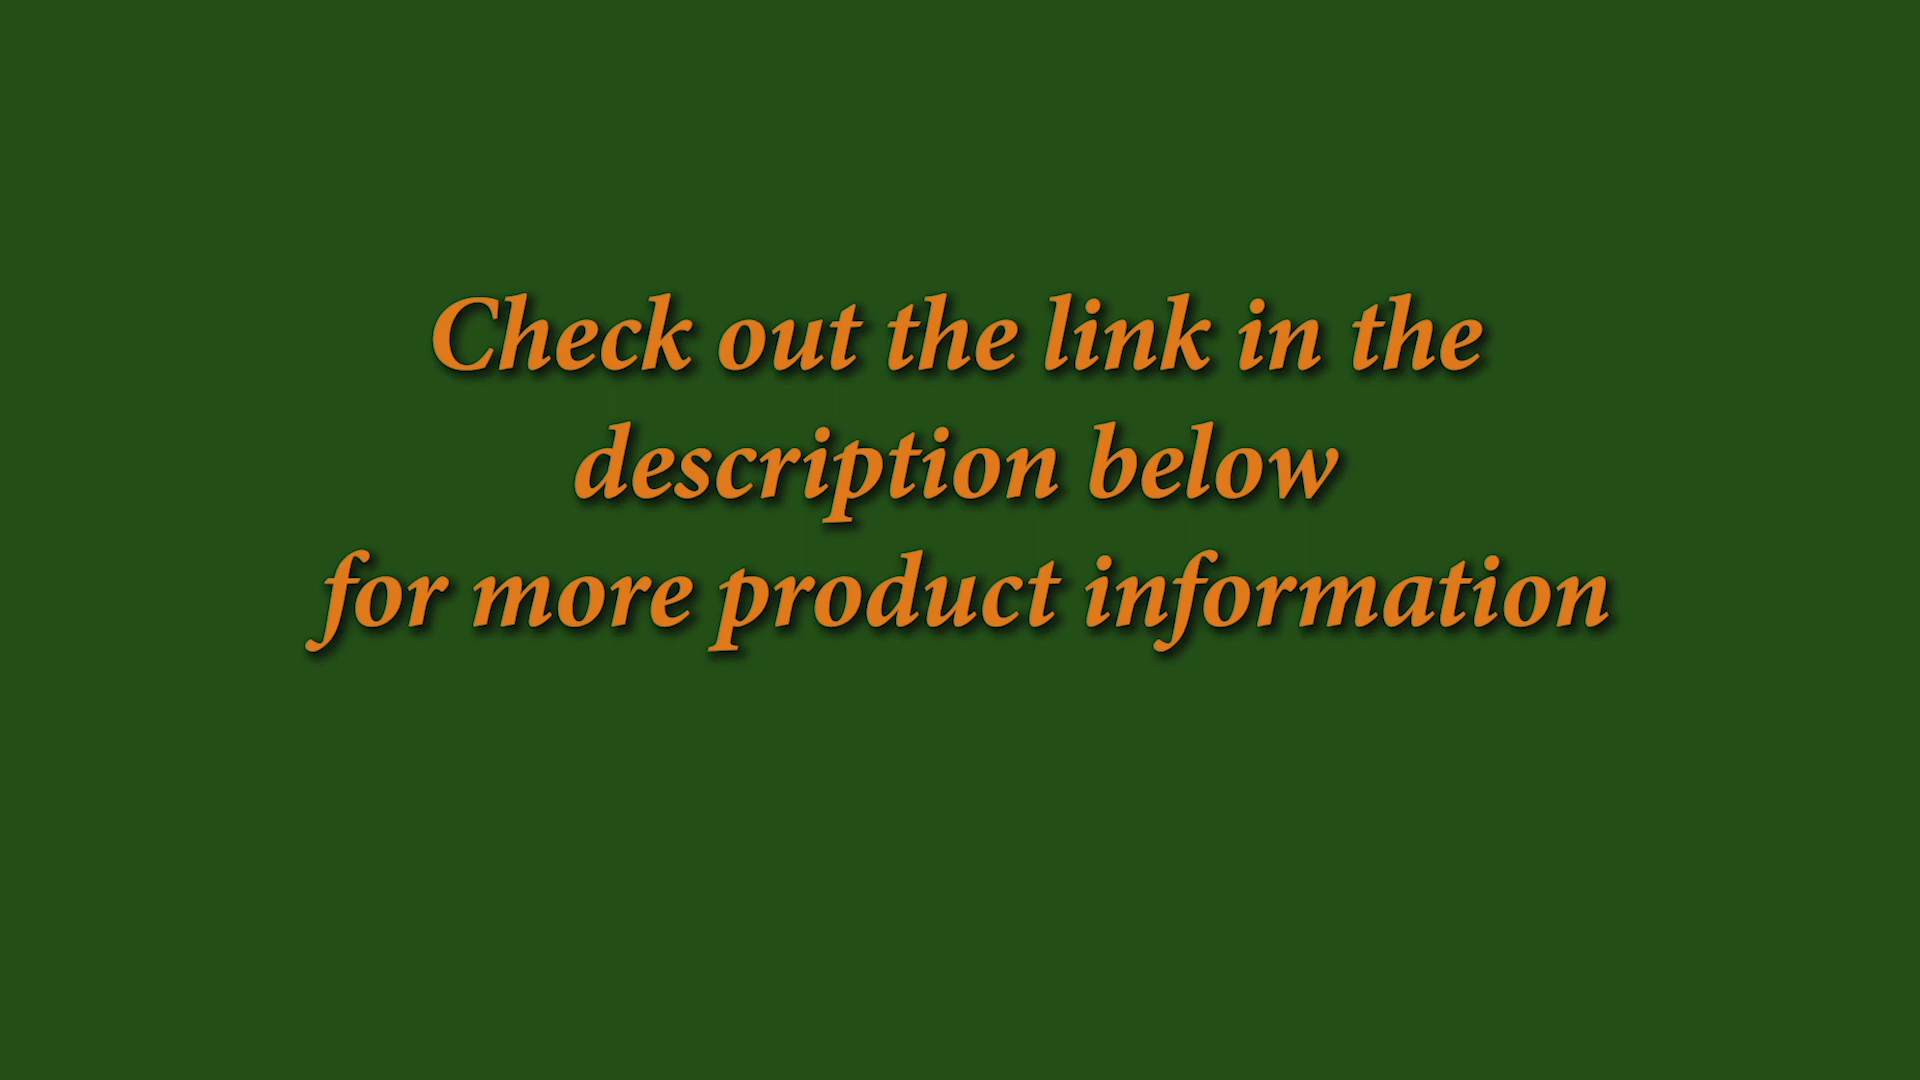 Check out the link in the
description below
for more product information